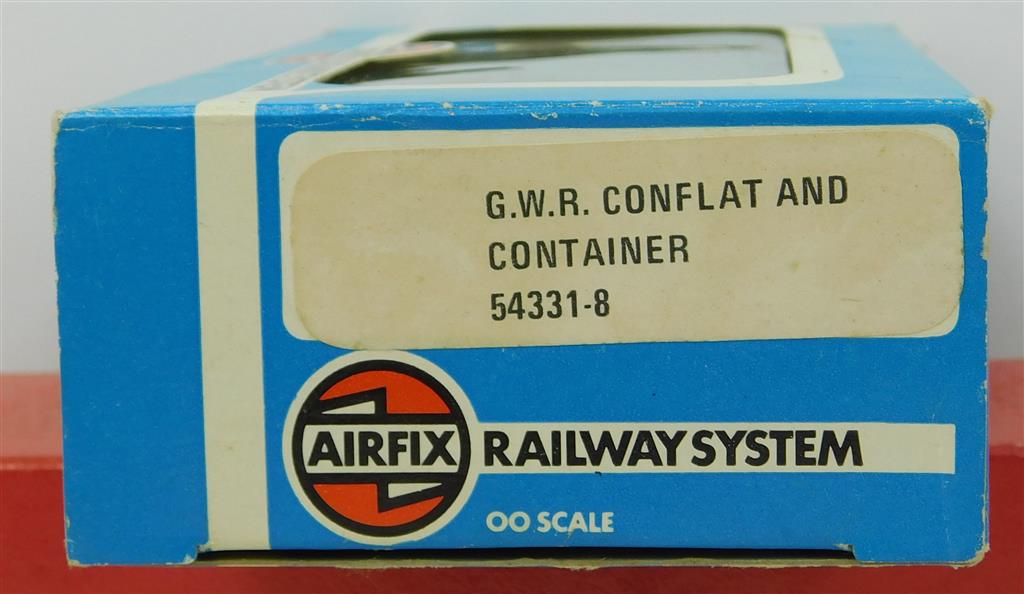 G.W.R. CONFLAT AND
CONTAINER
54331-8
AIRFIX RAILWAY SYSTEM
OO SCALE